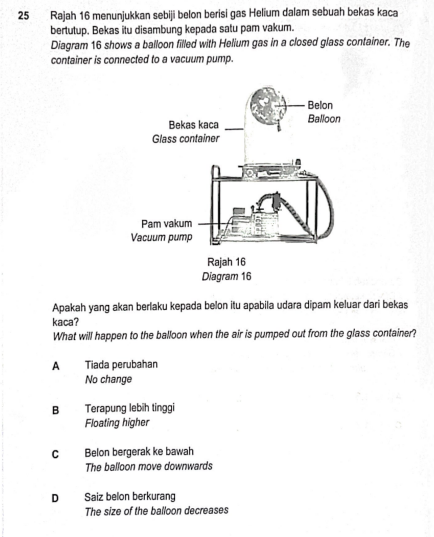 25 Rajah 16 menunjukkan sebiji belon berisi gas Helium dalam sebuah bekas kaca
bertutup. Bekas itu disambung kepada satu pam vakum.
Diagram 16 shows a balloon filled with Helium gas in a closed glass container. The
container is connected to a vacuum pump.
Belon
Balloon
Bekas kaca
Glass container
Pam vakum
Vacuum pump
Rajah 16
Diagram 16
Apakah yang akan berlaku kepada belon itu apabila udara dipam keluar dari bekas
kaca?
What will happen to the balloon when the air is pumped out from the glass container?
A Tiada perubahan
No change
B Terapung lebih tinggi
Floating higher
C Belon bergerak ke bawah
The balloon move downwards
D Saiz belon berkurang
The size of the balloon decreases